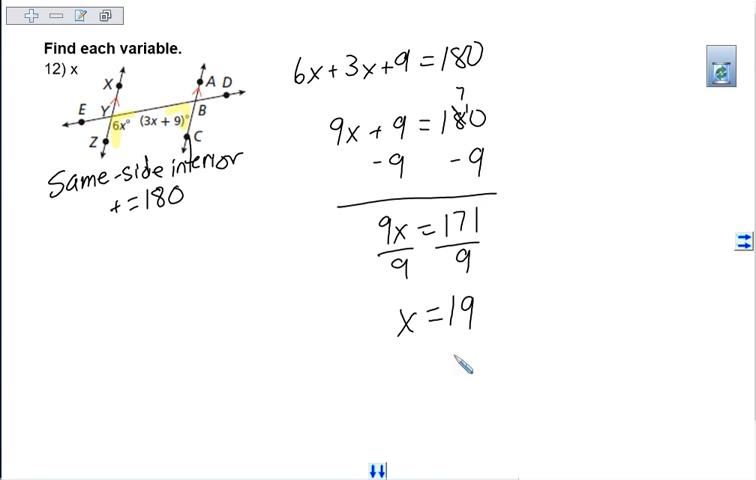 Find each variable.
12) x
X
A D
E Y
B
6x° (3x + 9)°
Z
C
Same-side interior
+ = 180
6x + 3x + 9 = 180
7
9x + 9 = 180
-9 -9
9x = 171
9 9
x = 19